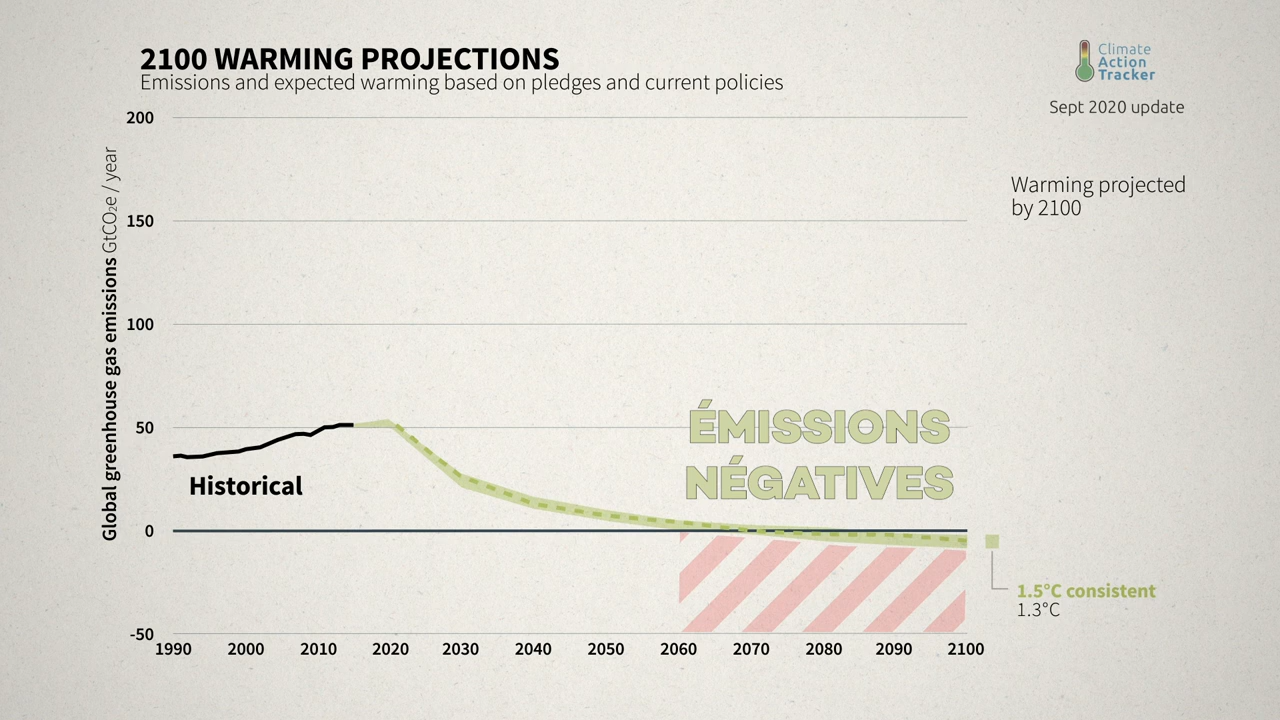 2100 WARMING PROJECTIONS
Emissions and expected warming based on pledges and current policies
Climate
Action
Tracker
Sept 2020 update
Warming projected
by 2100
Global greenhouse gas emissions GtCO₂e / year
200
150
100
50
0
-50
Historical
ÉMISSIONS
NÉGATIVES
1.5°C consistent
1.3°C
1990 2000 2010 2020 2030 2040 2050 2060 2070 2080 2090 2100